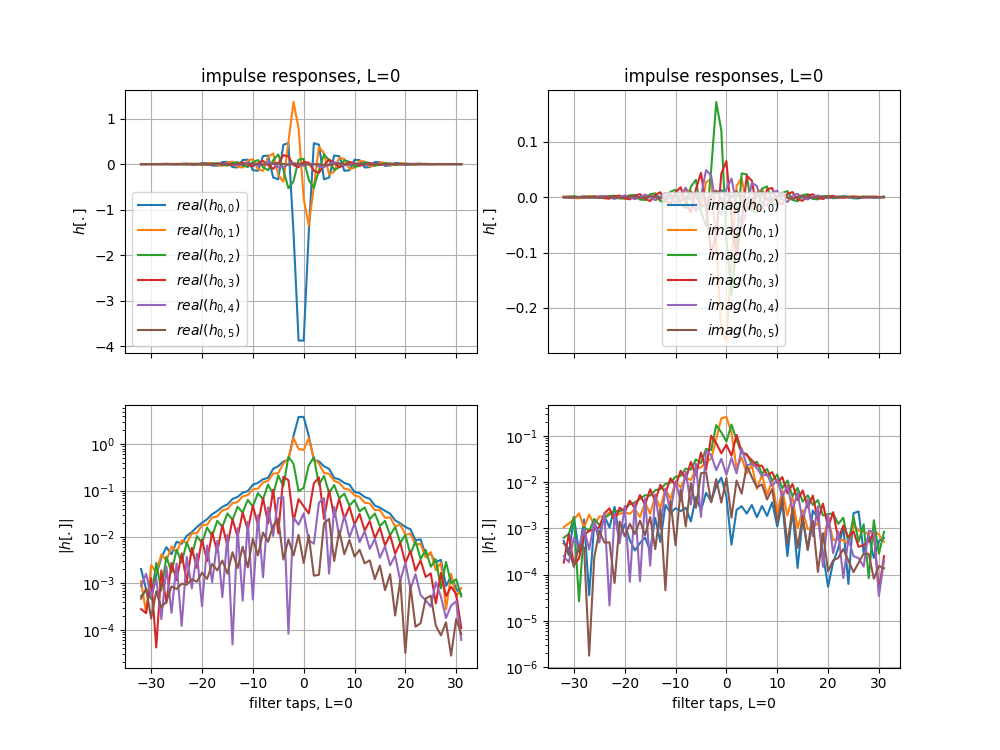 impulse responses, L=0
impulse responses, L=0
h[.]
1
0
−1
−2
−3
−4
real(h0,0)
real(h0,1)
real(h0,2)
real(h0,3)
real(h0,4)
real(h0,5)
h[.]
0.1
0.0
−0.1
−0.2
imag(h0,0)
imag(h0,1)
imag(h0,2)
imag(h0,3)
imag(h0,4)
imag(h0,5)
|h[.]|
10⁰
10⁻¹
10⁻²
10⁻³
10⁻⁴
−30 −20 −10 0 10 20 30
filter taps, L=0
|h[.]|
10⁻¹
10⁻²
10⁻³
10⁻⁴
10⁻⁵
10⁻⁶
−30 −20 −10 0 10 20 30
filter taps, L=0